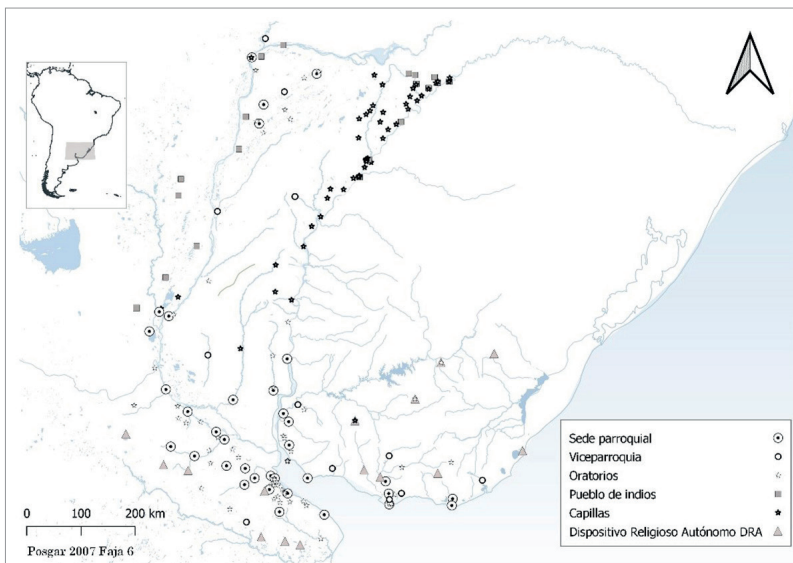 Sede parroquial
Viceparroquia
Oratorios
Pueblo de indios
Capillas
Dispositivo Religioso Autónomo DRA
0 100 200 km
Posgar 2007 Faja 6